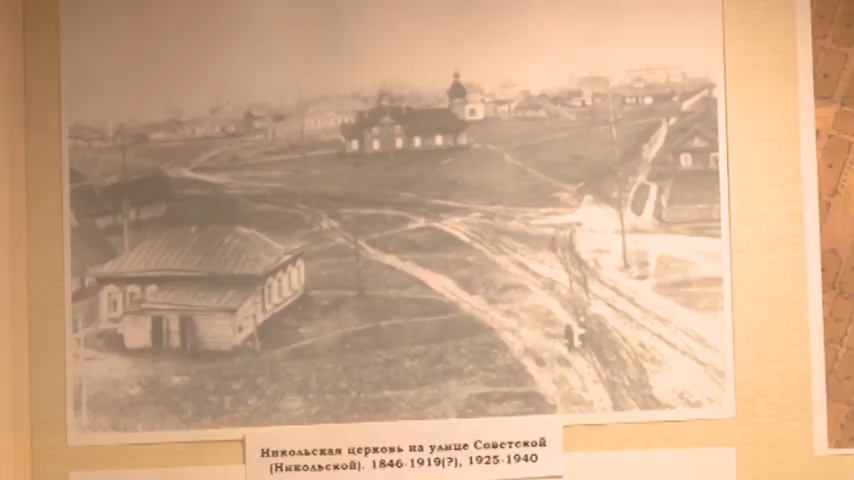 Никольская церковь на улице Советской
(Никольской). 1846-1919(?), 1925-1940